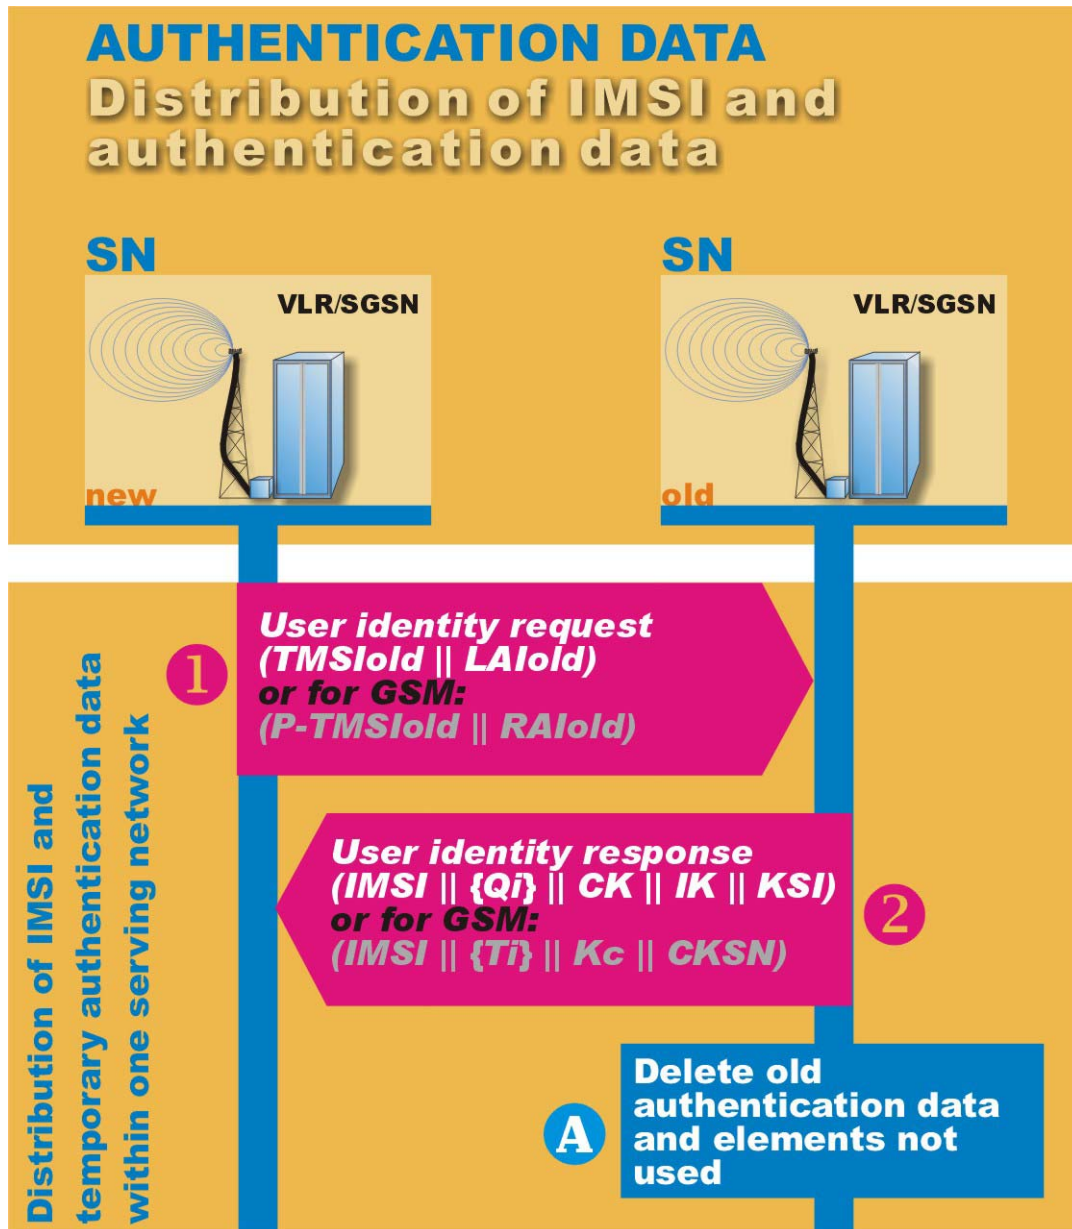 AUTHENTICATION DATA
Distribution of IMSI and
authentication data
SN
VLR/SGSN
new
SN
VLR/SGSN
old
Distribution of IMSI and
temporary authentication data
within one serving network
1
User identity request
(TMSIold || LAIold)
or for GSM:
(P-TMSIold || RAIold)
User identity response
(IMSI || {Qi} || CK || IK || KSI)
or for GSM:
(IMSI || {Ti} || Kc || CKSN)
2
A
Delete old
authentication data
and elements not
used